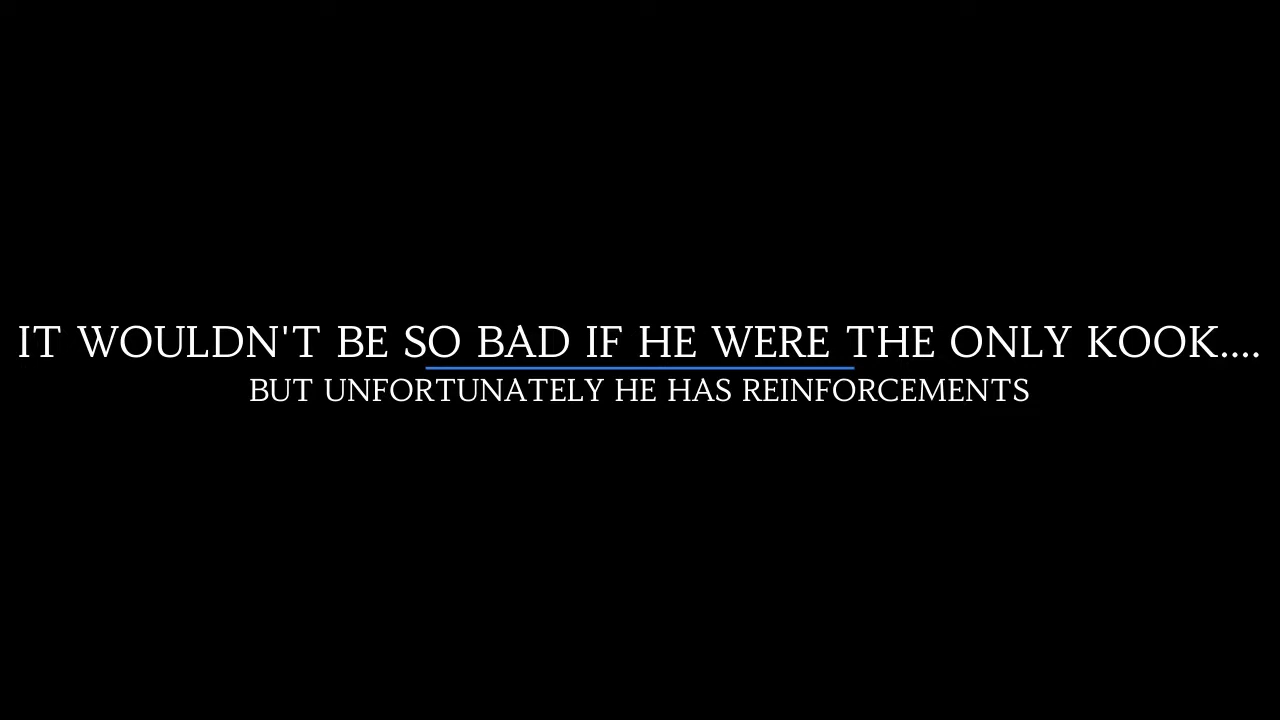 IT WOULDN'T BE SO BAD IF HE WERE THE ONLY KOOK....
BUT UNFORTUNATELY HE HAS REINFORCEMENTS